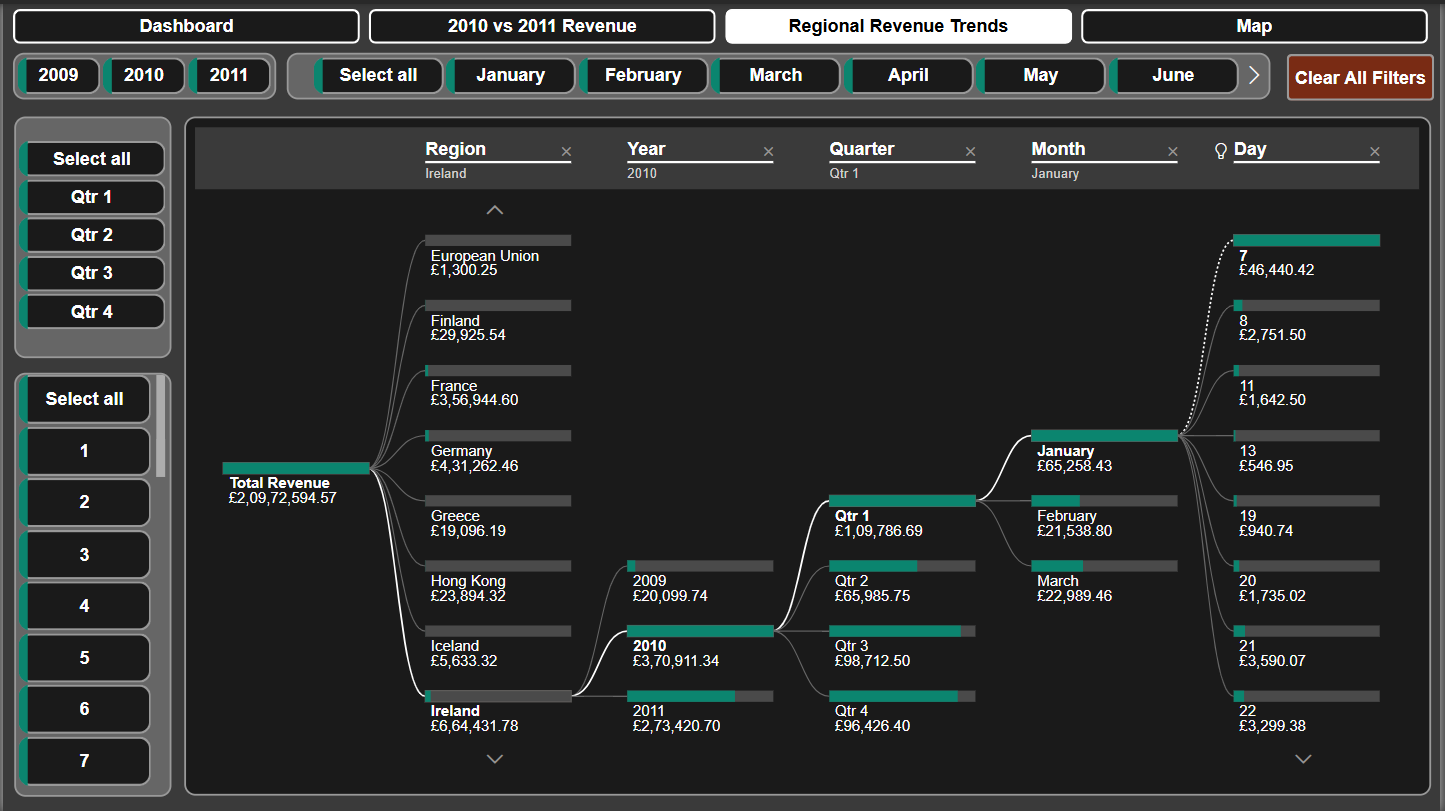 Dashboard
2010 vs 2011 Revenue
Regional Revenue Trends
Map
2009
2010
2011
Select all
January
February
March
April
May
June
Clear All Filters
Select all
Qtr 1
Qtr 2
Qtr 3
Qtr 4
Select all
1
2
3
4
5
6
7
Region
Ireland
Year
2010
Quarter
Qtr 1
Month
January
Day
Total Revenue
£2,09,72,594.57
European Union
£1,300.25
Finland
£29,925.54
France
£3,56,944.60
Germany
£4,31,262.46
Greece
£19,096.19
Hong Kong
£23,894.32
Iceland
£5,633.32
Ireland
£6,64,431.78
2009
£20,099.74
2010
£3,70,911.34
2011
£2,73,420.70
Qtr 1
£1,09,786.69
Qtr 2
£65,985.75
Qtr 3
£98,712.50
Qtr 4
£96,426.40
January
£65,258.43
February
£21,538.80
March
£22,989.46
7
£46,440.42
8
£2,751.50
11
£1,642.50
13
£546.95
19
£940.74
20
£1,735.02
21
£3,590.07
22
£3,299.38